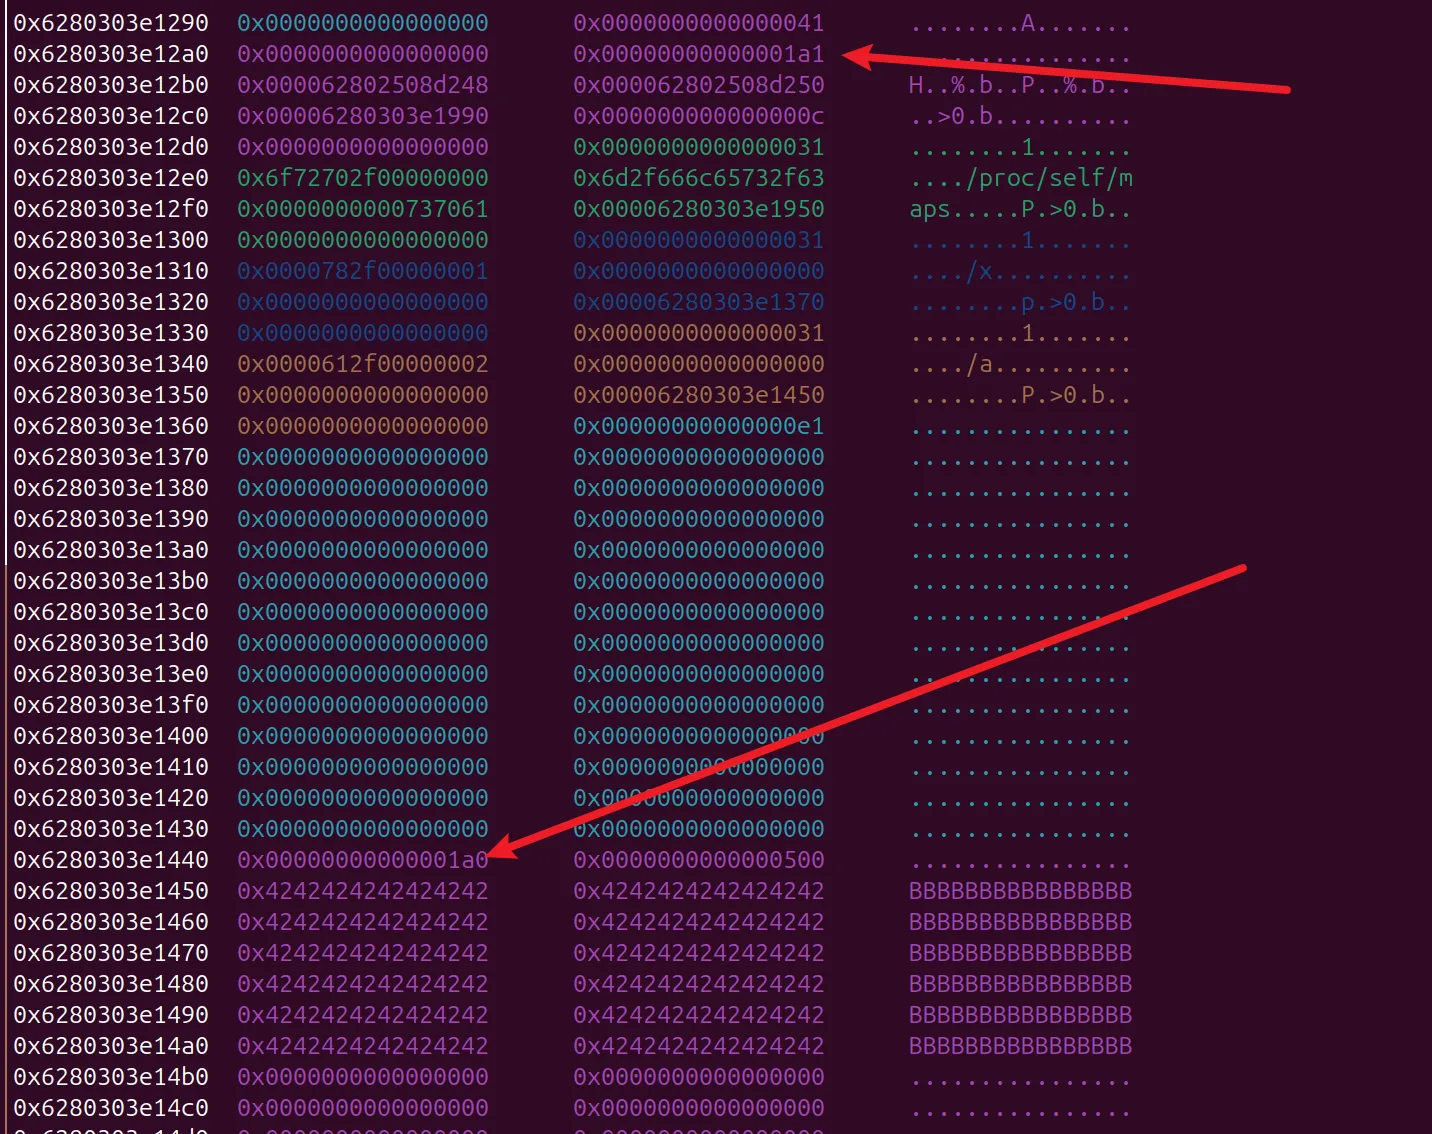 0x6280303e1290 0x0000000000000000 0x0000000000000041 ........A.......
0x6280303e12a0 0x0000000000000000 0x00000000000001a1 ................
0x6280303e12b0 0x000062802508d248 0x000062802508d250 H..%.b..P..%.b..
0x6280303e12c0 0x00006280303e1990 0x000000000000000c ..>0.b..........
0x6280303e12d0 0x0000000000000000 0x0000000000000031 ........1.......
0x6280303e12e0 0x6f72702f00000000 0x6d2f666c65732f63 ..../proc/self/m
0x6280303e12f0 0x0000000000737061 0x00006280303e1950 aps.....P.>0.b..
0x6280303e1300 0x0000000000000000 0x0000000000000031 ........1.......
0x6280303e1310 0x0000782f00000001 0x0000000000000000 ..../x..........
0x6280303e1320 0x0000000000000000 0x00006280303e1370 ........p.>0.b..
0x6280303e1330 0x0000000000000000 0x0000000000000031 ........1.......
0x6280303e1340 0x0000612f00000002 0x0000000000000000 ..../a..........
0x6280303e1350 0x0000000000000000 0x00006280303e1450 ........P.>0.b..
0x6280303e1360 0x0000000000000000 0x00000000000000e1 ................
0x6280303e1370 0x0000000000000000 0x0000000000000000 ................
0x6280303e1380 0x0000000000000000 0x0000000000000000 ................
0x6280303e1390 0x0000000000000000 0x0000000000000000 ................
0x6280303e13a0 0x0000000000000000 0x0000000000000000 ................
0x6280303e13b0 0x0000000000000000 0x0000000000000000 ................
0x6280303e13c0 0x0000000000000000 0x0000000000000000 ................
0x6280303e13d0 0x0000000000000000 0x0000000000000000 ................
0x6280303e13e0 0x0000000000000000 0x0000000000000000 ................
0x6280303e13f0 0x0000000000000000 0x0000000000000000 ................
0x6280303e1400 0x0000000000000000 0x0000000000000000 ................
0x6280303e1410 0x0000000000000000 0x0000000000000000 ................
0x6280303e1420 0x0000000000000000 0x0000000000000000 ................
0x6280303e1430 0x0000000000000000 0x0000000000000000 ................
0x6280303e1440 0x00000000000001a0 0x0000000000000500 ................
0x6280303e1450 0x4242424242424242 0x4242424242424242 BBBBBBBBBBBBBBBB
0x6280303e1460 0x4242424242424242 0x4242424242424242 BBBBBBBBBBBBBBBB
0x6280303e1470 0x4242424242424242 0x4242424242424242 BBBBBBBBBBBBBBBB
0x6280303e1480 0x4242424242424242 0x4242424242424242 BBBBBBBBBBBBBBBB
0x6280303e1490 0x4242424242424242 0x4242424242424242 BBBBBBBBBBBBBBBB
0x6280303e14a0 0x4242424242424242 0x4242424242424242 BBBBBBBBBBBBBBBB
0x6280303e14b0 0x0000000000000000 0x0000000000000000 ................
0x6280303e14c0 0x0000000000000000 0x0000000000000000 ................